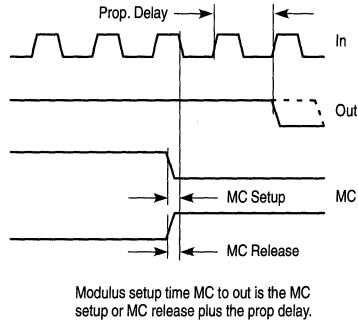 Prop. Delay
In
Out
MC Setup
MC
MC Release
Modulus setup time MC to out is the MC
setup or MC release plus the prop delay.